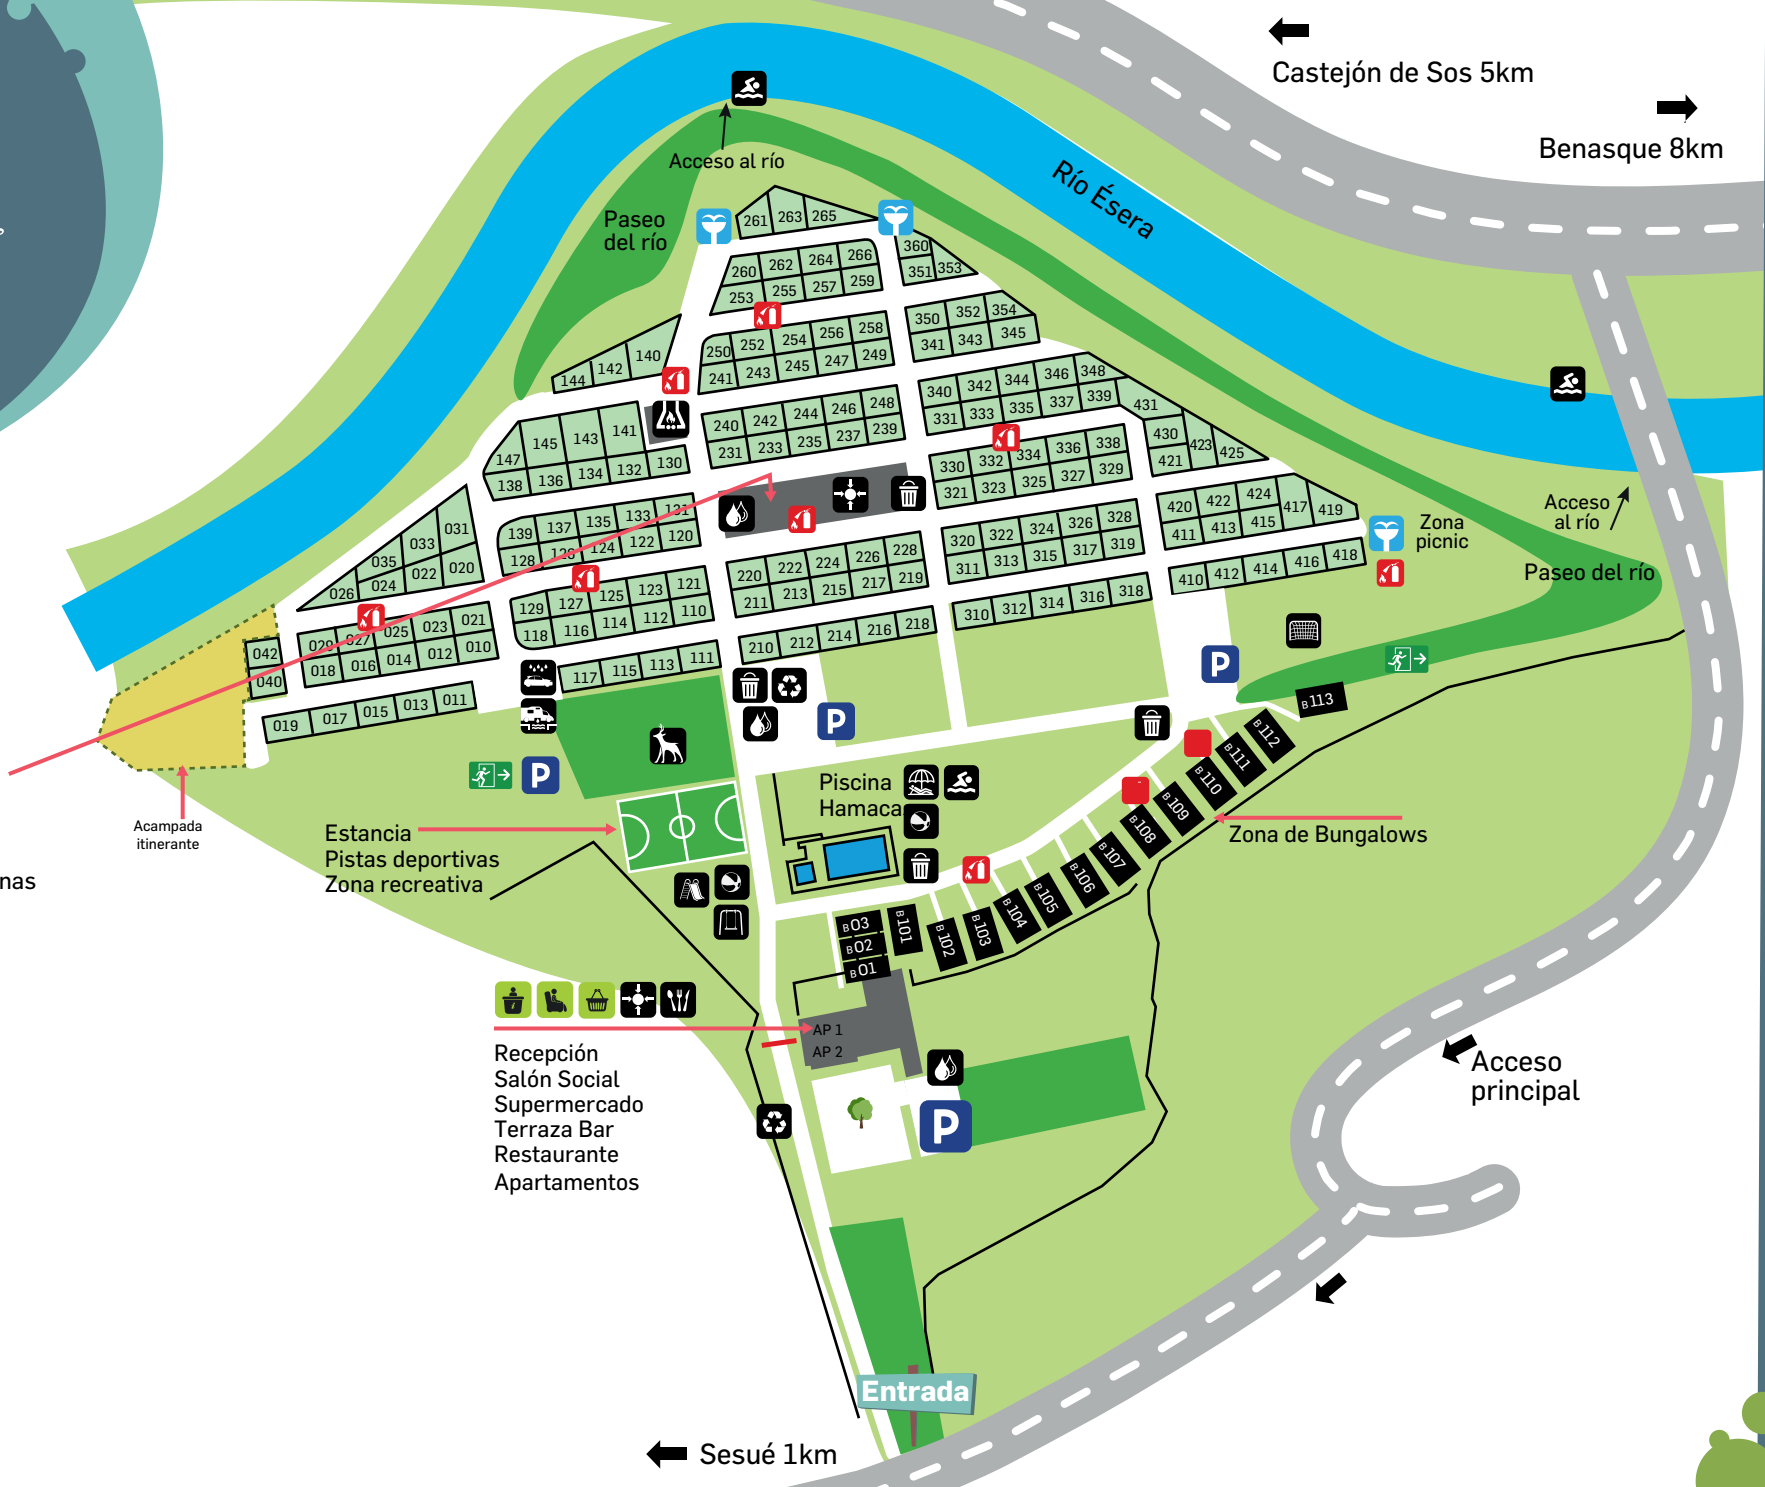 Castejón de Sos 5km
Benasque 8km
Acceso al río
Río Ésera
Paseo
del río
261 263 265
360
351 353
260 262 264 266
253 255 257 259
350 352 354
341 343 345
250 252 254 256 258
241 243 245 247 249
144 142 140
340 342 344 346 348
331 333 335 337 339
431
430 423 425
421
240 242 244 246 248
231 233 235 237 239
147 145 143 141
138 136 134 132 130
330 332 334 336 338
321 323 325 327 329
420 422 424 417 419
411 413 415
Acceso
al río
Zona
picnic
Paseo del río
139 137 135 133 131
128 126 124 122 120
035 033 031
026 024 022 020
320 322 324 326 328
311 313 315 317 319
410 412 414 416 418
220 222 224 226 228
211 213 215 217 219
129 127 125 123 121
118 116 114 112 110
310 312 314 316 318
210 212 214 216 218
042
040
029 027 025 023 021
018 016 014 012 010
117 115 113 111
019 017 015 013 011
P
P
P
B113
B112
B111
B110
B109
B108
B107
B106
B105
B104
B103
B102
B101
B03
B02
B01
Piscina
Hamaca
Zona de Bungalows
Acampada
itinerante
Estancia
Pistas deportivas
Zona recreativa
nas
AP 1
AP 2
Recepción
Salón Social
Supermercado
Terraza Bar
Restaurante
Apartamentos
P
Acceso
principal
Entrada
Sesué 1km